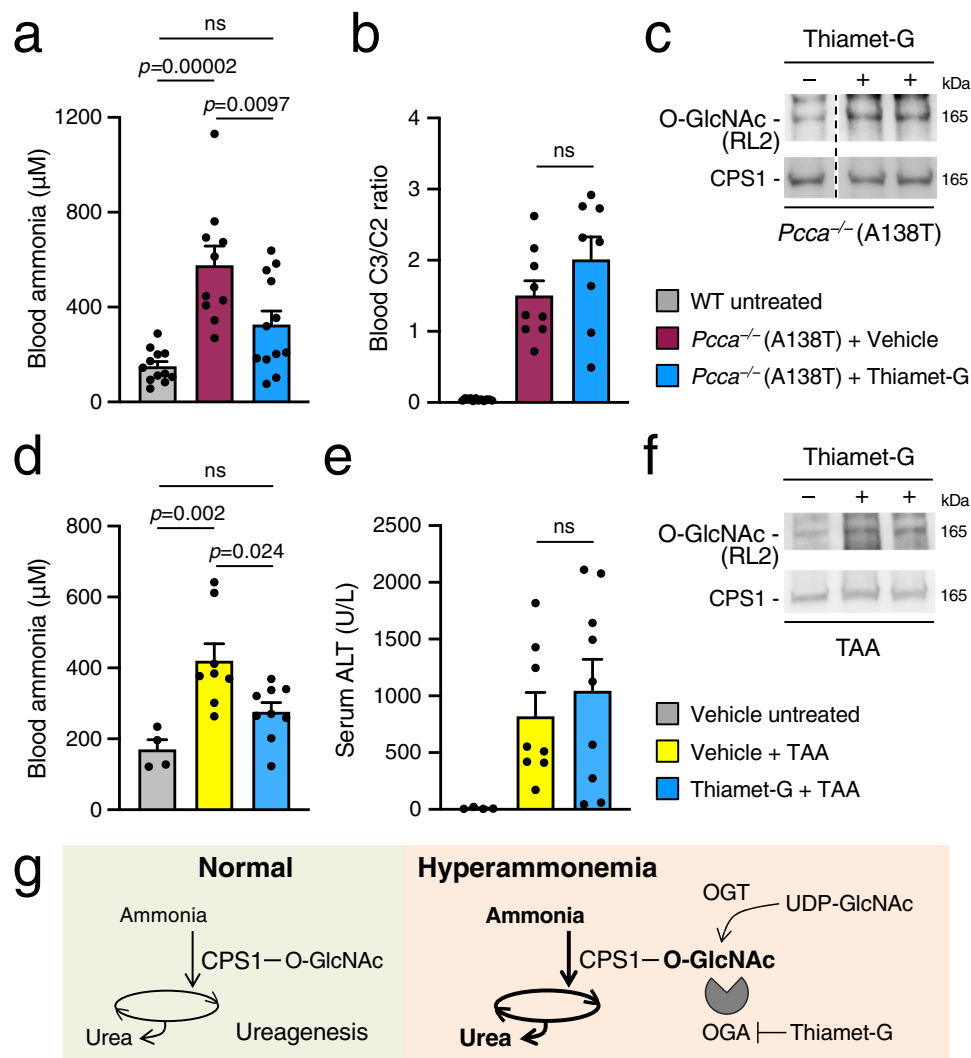 a
ns
p=0.00002
p=0.0097
Blood ammonia (µM)
1200
800
400
0
b
ns
Blood C3/C2 ratio
4
3
2
1
0
c
Thiamet-G
– + + kDa
O-GlcNAc - 165
(RL2)
CPS1 - 165
Pcca–/– (A138T)
WT untreated
Pcca–/– (A138T) + Vehicle
Pcca–/– (A138T) + Thiamet-G
d
ns
p=0.002
p=0.024
Blood ammonia (µM)
800
600
400
200
0
e
ns
Serum ALT (U/L)
2500
2000
1500
1000
500
0
f
Thiamet-G
– + + kDa
O-GlcNAc - 165
(RL2)
CPS1 - 165
TAA
Vehicle untreated
Vehicle + TAA
Thiamet-G + TAA
g
Normal
Ammonia
CPS1 – O-GlcNAc
Urea
Ureagenesis
Hyperammonemia
Ammonia
OGT
UDP-GlcNAc
CPS1 – O-GlcNAc
Urea
OGA
Thiamet-G